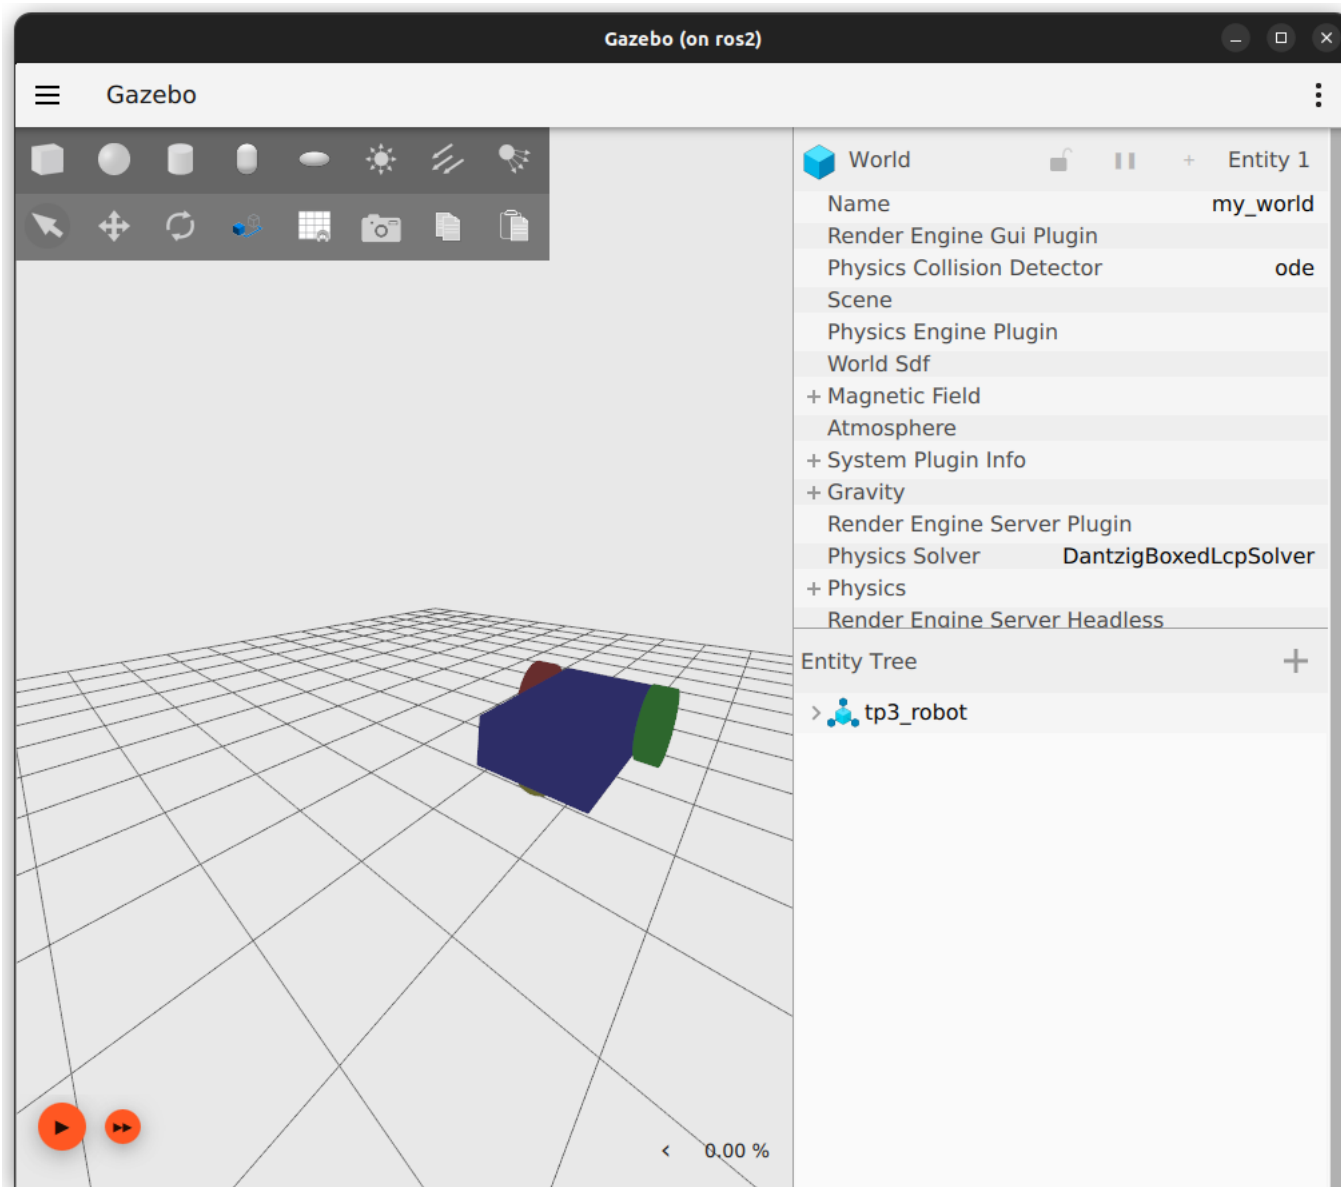 Gazebo (on ros2)
Gazebo
World Entity 1
Name my_world
Render Engine Gui Plugin
Physics Collision Detector ode
Scene
Physics Engine Plugin
World Sdf
Magnetic Field
Atmosphere
System Plugin Info
Gravity
Render Engine Server Plugin
Physics Solver DantzigBoxedLcpSolver
Physics
Render Engine Server Headless
Entity Tree
tp3_robot
0.00 %